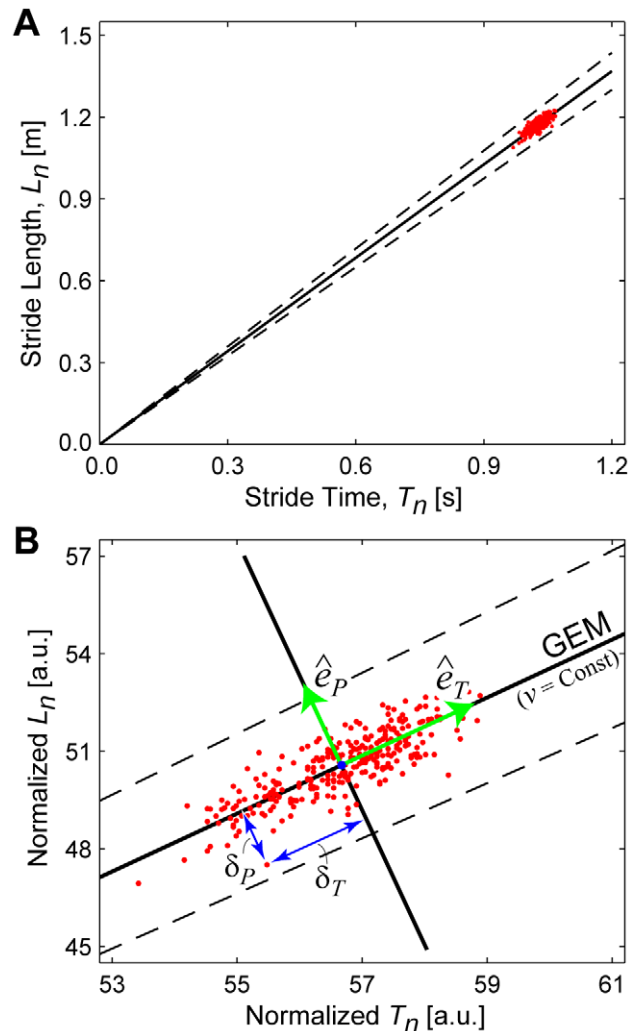 A
1.5
1.2
0.9
0.6
0.3
0.0
Stride Length, Lₙ [m]
0.0 0.3 0.6 0.9 1.2
Stride Time, Tₙ [s]
B
57
54
51
48
45
Normalized Lₙ [a.u.]
êP
êT
GEM
(v = Const)
δP
δT
53 55 57 59 61
Normalized Tₙ [a.u.]